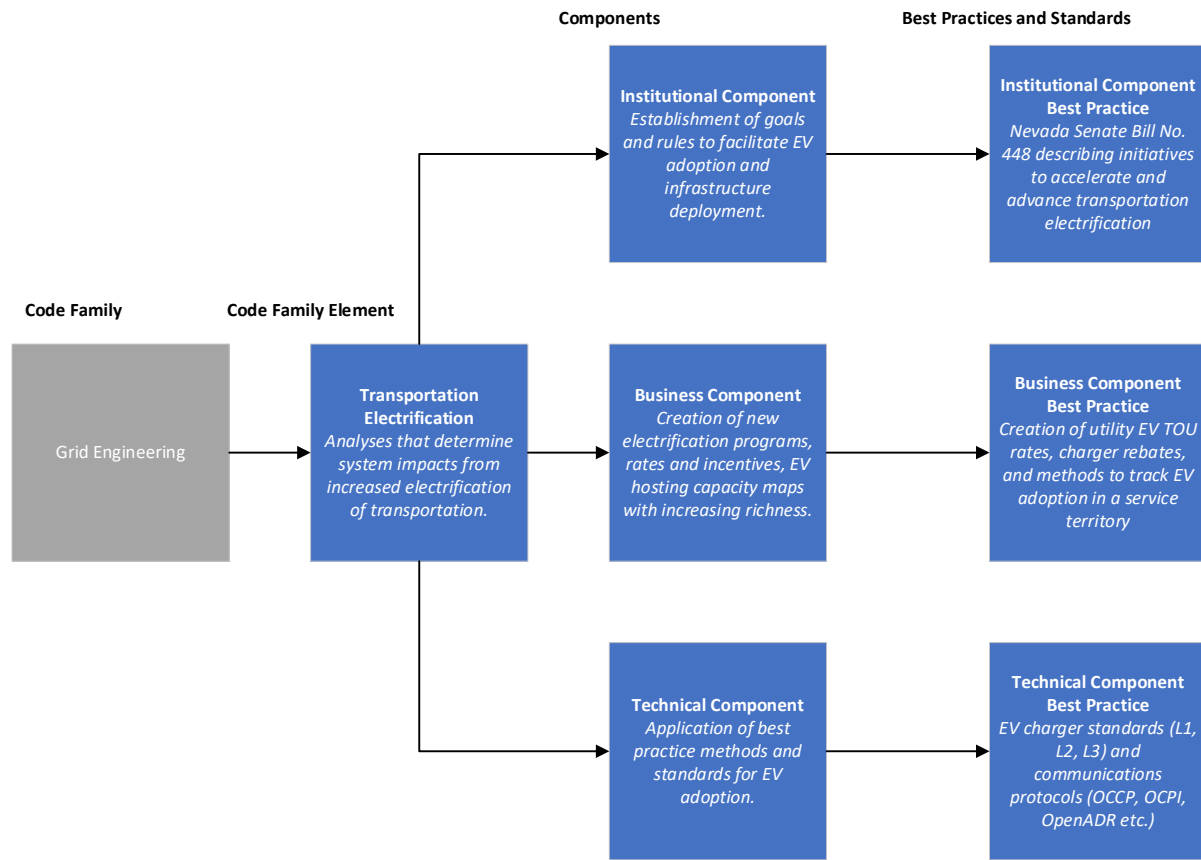 Components
Best Practices and Standards
Institutional Component
Establishment of goals
and rules to facilitate EV
adoption and
infrastructure
deployment.
Institutional Component
Best Practice
Nevada Senate Bill No.
448 describing initiatives
to accelerate and
advance transportation
electrification
Code Family
Code Family Element
Grid Engineering
Transportation
Electrification
Analyses that determine
system impacts from
increased electrification
of transportation.
Business Component
Creation of new
electrification programs,
rates and incentives, EV
hosting capacity maps
with increasing richness.
Business Component
Best Practice
Creation of utility EV TOU
rates, charger rebates,
and methods to track EV
adoption in a service
territory
Technical Component
Application of best
practice methods and
standards for EV
adoption.
Technical Component
Best Practice
EV charger standards (L1,
L2, L3) and
communications
protocols (OCCP, OCPI,
OpenADR etc.)